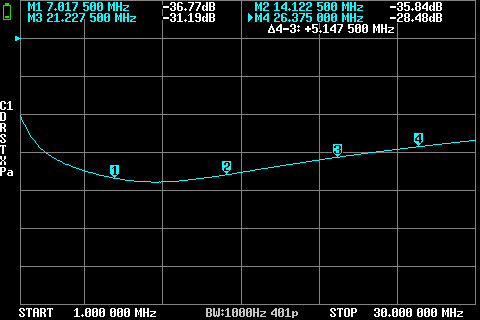 M1 7.017 500 MHz -36.77dB M2 14.122 500 MHz -35.84dB
M3 21.227 500 MHz -31.19dB M4 26.375 000 MHz -28.48dB
Δ4-3: +5.147 500 MHz
C1
D
R
S
T
X
Pa
1
2
3
4
START 1.000 000 MHz BW:1000Hz 401p STOP 30.000 000 MHz